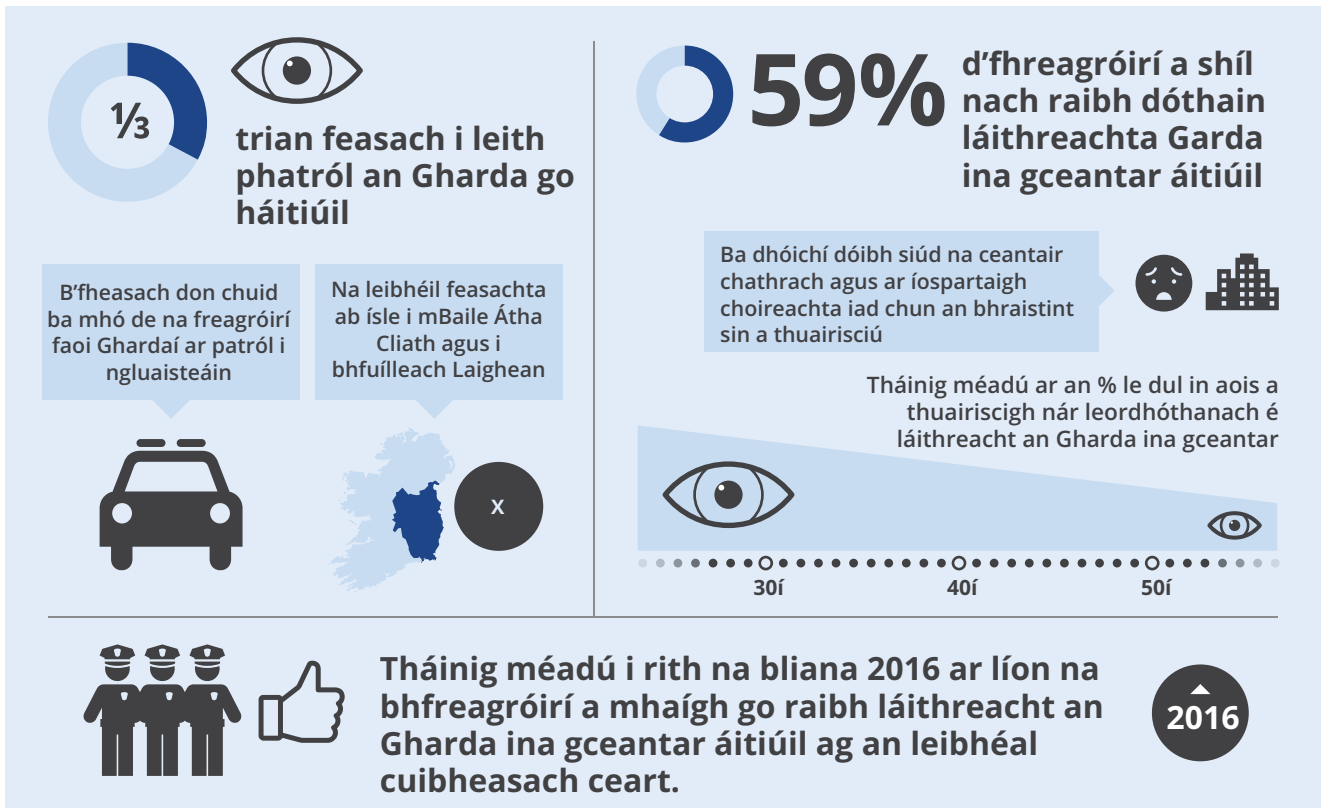 ⅓
trian feasach i leith
phatról an Gharda go
háitiúil
B’fheasach don chuid
ba mhó de na freagróirí
faoi Ghardaí ar patról i
ngluaisteáin
Na leibhéil feasachta
ab ísle i mBaile Átha
Cliath agus i
bhfuílleach Laighean
X
59%
d’fhreagróirí a shíl
nach raibh dóthain
láithreachta Garda
ina gceantar áitiúil
Ba dhóichí dóibh siúd na ceantair
chathrach agus ar íospartaigh
choireachta iad chun an bhraistint
sin a thuairisciú
Tháinig méadú ar an % le dul in aois a
thuairiscigh nár leordhóthanach é
láithreacht an Gharda ina gceantar
30í
40í
50í
Tháinig méadú i rith na bliana 2016 ar líon na
bhfreagróirí a mhaígh go raibh láithreacht an
Gharda ina gceantar áitiúil ag an leibhéal
cuibheasach ceart.
2016